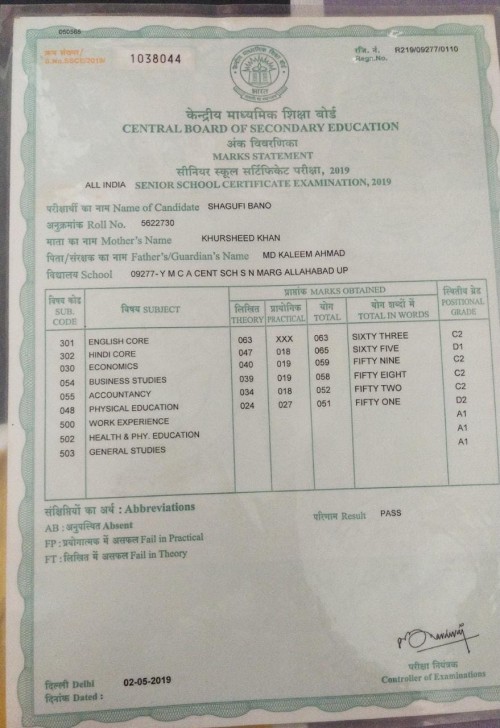 050585
क्रम संख्या/
S.No.SSCE/2019/ 1038044
रजि. नं. R219/09277/0110
Regn.No.
भारत
केन्द्रीय माध्यमिक शिक्षा बोर्ड
CENTRAL BOARD OF SECONDARY EDUCATION
अंक विवरणिका
MARKS STATEMENT
सीनियर स्कूल सर्टिफिकेट परीक्षा, 2019
ALL INDIA SENIOR SCHOOL CERTIFICATE EXAMINATION, 2019
परीक्षार्थी का नाम Name of Candidate SHAGUFI BANO
अनुक्रमांक Roll No. 5622730
माता का नाम Mother's Name KHURSHEED KHAN
पिता/संरक्षक का नाम Father's/Guardian's Name MD KALEEM AHMAD
विद्यालय School 09277-Y M C A CENT SCH S N MARG ALLAHABAD UP
विषय कोड SUB. CODE
विषय SUBJECT
प्राप्तांक MARKS OBTAINED
लिखित THEORY
प्रायोगिक PRACTICAL
योग TOTAL
योग शब्दों में TOTAL IN WORDS
स्थितीय ग्रेड POSITIONAL GRADE
301 ENGLISH CORE 063 XXX 063 SIXTY THREE C2
302 HINDI CORE 047 018 065 SIXTY FIVE D1
030 ECONOMICS 040 019 059 FIFTY NINE C2
054 BUSINESS STUDIES 039 019 058 FIFTY EIGHT C2
055 ACCOUNTANCY 034 018 052 FIFTY TWO C2
048 PHYSICAL EDUCATION 024 027 051 FIFTY ONE D2
500 WORK EXPERIENCE A1
502 HEALTH & PHY. EDUCATION A1
503 GENERAL STUDIES A1
संक्षिप्तियों का अर्थ : Abbreviations
AB : अनुपस्थित Absent
परिणाम Result PASS
FP : प्रयोगात्मक में असफल Fail in Practical
FT : लिखित में असफल Fail in Theory
दिल्ली Delhi 02-05-2019
दिनांक Dated :
परीक्षा नियंत्रक
Controller of Examinations